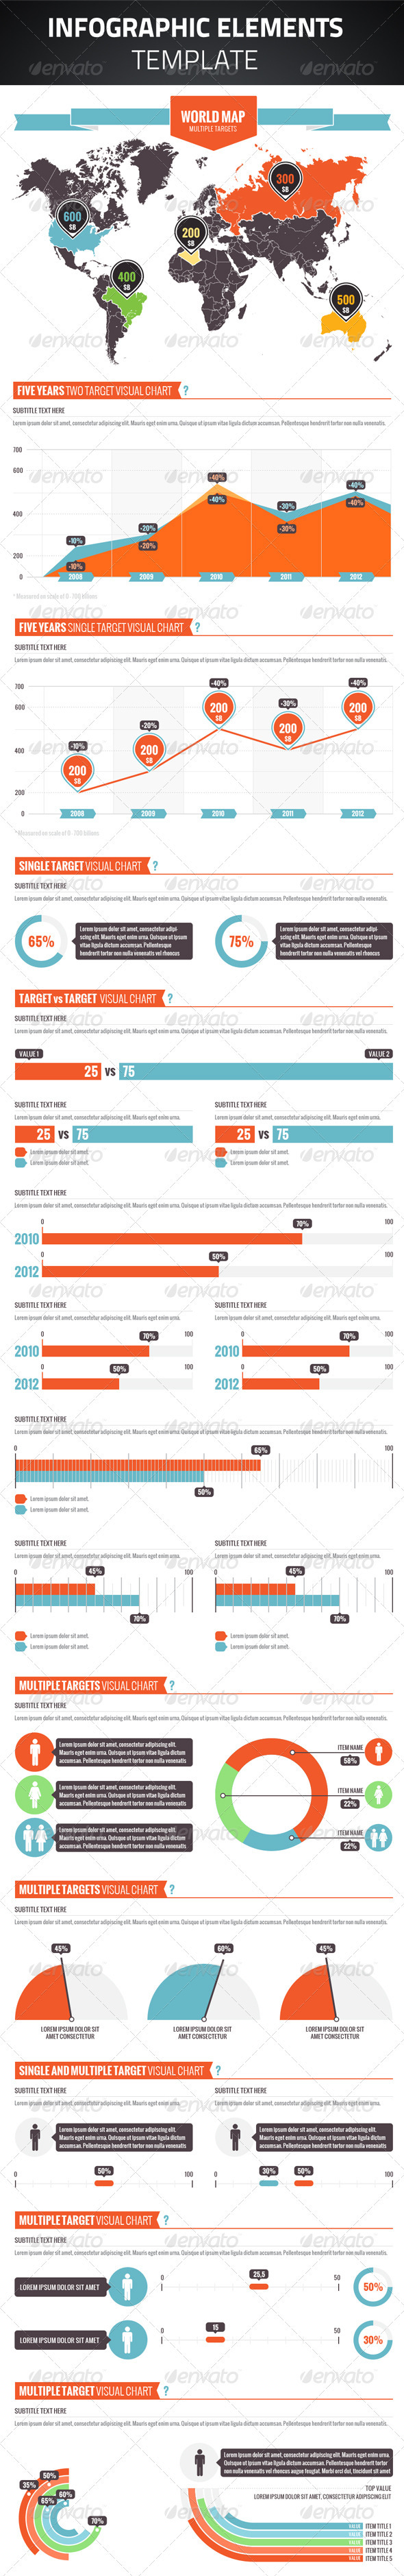 INFOGRAPHIC ELEMENTS
TEMPLATE
WORLD MAP
MULTIPLE TARGETS
300
SB
600
SB
200
SB
400
SB
500
SB
FIVE YEARS TWO TARGET VISUAL CHART ?
SUBTITLE TEXT HERE
Lorem ipsum dolor sit amet, consectetur adipiscing elit. Mauris eget enim urna. Quisque ut ipsum vitae ligula dictum accumsan. Pellentesque hendrerit tortor non nulla venenatis.
700
600
400
200
0
-10%
-10%
-20%
-20%
-40%
-40%
-30%
-30%
-40%
-40%
2008 2009 2010 2011 2012
* Measured on scale of 0 - 700 bilions
FIVE YEARS SINGLE TARGET VISUAL CHART ?
SUBTITLE TEXT HERE
Lorem ipsum dolor sit amet, consectetur adipiscing elit. Mauris eget enim urna. Quisque ut ipsum vitae ligula dictum accumsan. Pellentesque hendrerit tortor non nulla venenatis.
700
600
400
200
0
-10%
200
SB
-20%
200
SB
-40%
200
SB
-30%
200
SB
-40%
200
SB
2008 2009 2010 2011 2012
* Measured on scale of 0 - 700 bilions
SINGLE TARGET VISUAL CHART ?
SUBTITLE TEXT HERE
Lorem ipsum dolor sit amet, consectetur adipiscing elit. Mauris eget enim urna. Quisque ut ipsum vitae ligula dictum accumsan. Pellentesque hendrerit tortor non nulla venenatis.
65%
Lorem ipsum dolor sit amet, consectetur adipi-
scing elit. Mauris eget enim urna. Quisque ut ipsum
vitae ligula dictum accumsan. Pellentesque
hendrerit tortor non nulla venenatis vel rhoncus
75%
Lorem ipsum dolor sit amet, consectetur adipi-
scing elit. Mauris eget enim urna. Quisque ut ipsum
vitae ligula dictum accumsan. Pellentesque
hendrerit tortor non nulla venenatis vel rhoncus
TARGET vs TARGET VISUAL CHART ?
SUBTITLE TEXT HERE
Lorem ipsum dolor sit amet, consectetur adipiscing elit. Mauris eget enim urna. Quisque ut ipsum vitae ligula dictum accumsan. Pellentesque hendrerit tortor non nulla venenatis.
VALUE 1 VALUE 2
25 VS 75
SUBTITLE TEXT HERE
Lorem ipsum dolor sit amet, consectetur adipiscing elit. Mauris eget enim urna.
25 VS 75
Lorem ipsum dolor sit amet.
Lorem ipsum dolor sit amet.
SUBTITLE TEXT HERE
Lorem ipsum dolor sit amet, consectetur adipiscing elit. Mauris eget enim urna.
25 VS 75
Lorem ipsum dolor sit amet.
Lorem ipsum dolor sit amet.
SUBTITLE TEXT HERE
Lorem ipsum dolor sit amet, consectetur adipiscing elit. Mauris eget enim urna. Quisque ut ipsum vitae ligula dictum accumsan. Pellentesque hendrerit tortor non nulla venenatis.
0 70% 100
2010
0 50% 100
2012
SUBTITLE TEXT HERE
Lorem ipsum dolor sit amet, consectetur adipiscing elit. Mauris eget enim urna.
0 70% 100
2010
0 50% 100
2012
SUBTITLE TEXT HERE
Lorem ipsum dolor sit amet, consectetur adipiscing elit. Mauris eget enim urna.
0 70% 100
2010
0 50% 100
2012
SUBTITLE TEXT HERE
Lorem ipsum dolor sit amet, consectetur adipiscing elit. Mauris eget enim urna. Quisque ut ipsum vitae ligula dictum accumsan. Pellentesque hendrerit tortor non nulla venenatis.
0 65% 100
50%
Lorem ipsum dolor sit amet.
Lorem ipsum dolor sit amet.
SUBTITLE TEXT HERE
Lorem ipsum dolor sit amet, consectetur adipiscing elit. Mauris eget enim urna.
0 45% 100
70%
Lorem ipsum dolor sit amet.
Lorem ipsum dolor sit amet.
SUBTITLE TEXT HERE
Lorem ipsum dolor sit amet, consectetur adipiscing elit. Mauris eget enim urna.
0 45% 100
70%
Lorem ipsum dolor sit amet.
Lorem ipsum dolor sit amet.
MULTIPLE TARGETS VISUAL CHART ?
SUBTITLE TEXT HERE
Lorem ipsum dolor sit amet, consectetur adipiscing elit. Mauris eget enim urna. Quisque ut ipsum vitae ligula dictum accumsan. Pellentesque hendrerit tortor non nulla venenatis.
Lorem ipsum dolor sit amet, consectetur adipiscing elit.
Mauris eget enim urna. Quisque ut ipsum vitae ligula dictum
accumsan. Pellentesque hendrerit tortor non nulla venenatis
Lorem ipsum dolor sit amet, consectetur adipiscing elit.
Mauris eget enim urna. Quisque ut ipsum vitae ligula dictum
accumsan. Pellentesque hendrerit tortor non nulla venenatis
Lorem ipsum dolor sit amet, consectetur adipiscing elit.
Mauris eget enim urna. Quisque ut ipsum vitae ligula dictum
accumsan. Pellentesque hendrerit tortor non nulla venenatis
ITEM NAME
58%
ITEM NAME
22%
ITEM NAME
22%
MULTIPLE TARGETS VISUAL CHART ?
SUBTITLE TEXT HERE
Lorem ipsum dolor sit amet, consectetur adipiscing elit. Mauris eget enim urna. Quisque ut ipsum vitae ligula dictum accumsan. Pellentesque hendrerit tortor non nulla venenatis.
45%
LOREM IPSUM DOLOR SIT
AMET CONSECTETUR
60%
LOREM IPSUM DOLOR SIT
AMET CONSECTETUR
45%
LOREM IPSUM DOLOR SIT
AMET CONSECTETUR
SINGLE AND MULTIPLE TARGET VISUAL CHART ?
SUBTITLE TEXT HERE
Lorem ipsum dolor sit amet, consectetur adipiscing elit. Mauris eget enim urna.
Lorem ipsum dolor sit amet, consectetur adipiscing elit.
Mauris eget enim urna. Quisque ut ipsum vitae ligula dictum
accumsan. Pellentesque hendrerit tortor non nulla venenatis
0 50% 100
SUBTITLE TEXT HERE
Lorem ipsum dolor sit amet, consectetur adipiscing elit. Mauris eget enim urna.
Lorem ipsum dolor sit amet, consectetur adipiscing elit.
Mauris eget enim urna. Quisque ut ipsum vitae ligula dictum
accumsan. Pellentesque hendrerit tortor non nulla venenatis
0 30% 50% 100
MULTIPLE TARGET VISUAL CHART ?
SUBTITLE TEXT HERE
Lorem ipsum dolor sit amet, consectetur adipiscing elit. Mauris eget enim urna. Quisque ut ipsum vitae ligula dictum accumsan. Pellentesque hendrerit tortor non nulla venenatis.
LOREM IPSUM DOLOR SIT AMET
0 25,5 50
50%
LOREM IPSUM DOLOR SIT AMET
0 15 50
30%
MULTIPLE TARGET VISUAL CHART ?
SUBTITLE TEXT HERE
Lorem ipsum dolor sit amet, consectetur adipiscing elit. Mauris eget enim urna. Quisque ut ipsum vitae ligula dictum accumsan. Pellentesque hendrerit tortor non nulla venenatis.
50%
35%
60%
65%
70%
Lorem ipsum dolor sit amet, consectetur adipiscing elit. Mauris eget enim urna.
Quisque ut ipsum vitae ligula dictum accumsan. Pellentesque hendrerit tortor
non nulla venenatis vel rhoncus augue feugiat. Morbi orci dui, tincidunt sit amet
TOP VALUE
LOREM IPSUM DOLOR SIT AMET, CONSECTETUR ADIPISCING ELIT
VALUE ITEM TITLE 1
VALUE ITEM TITLE 2
VALUE ITEM TITLE 3
VALUE ITEM TITLE 4
VALUE ITEM TITLE 5
envato